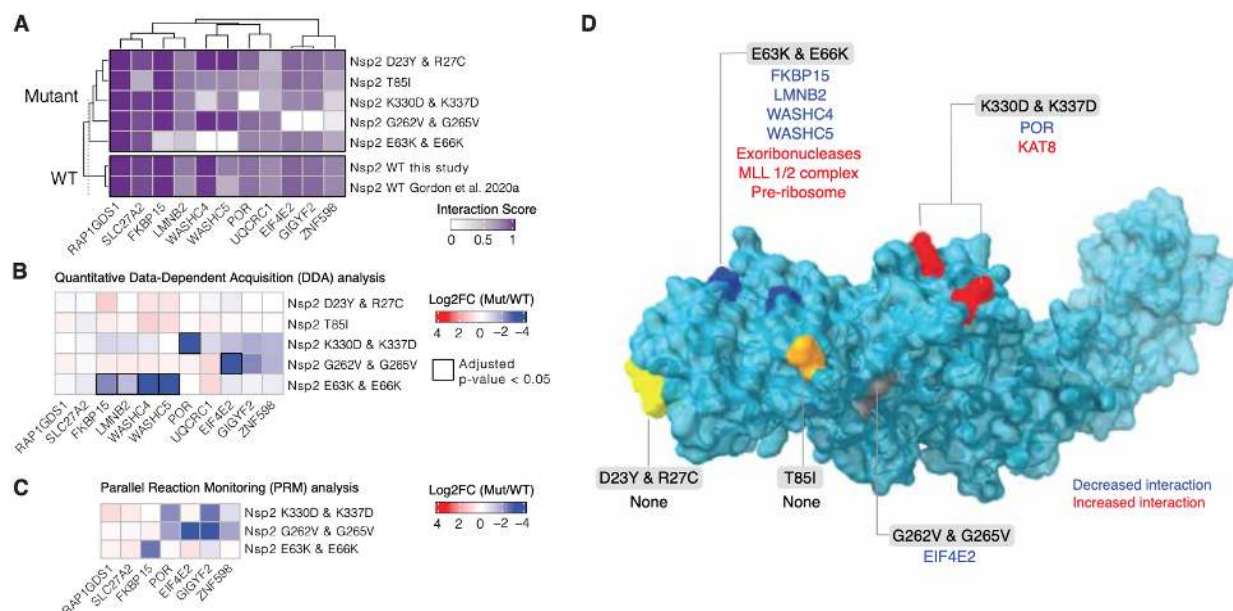 A
Mutant
WT
Nsp2 D23Y & R27C
Nsp2 T85I
Nsp2 K330D & K337D
Nsp2 G262V & G265V
Nsp2 E63K & E66K
Nsp2 WT this study
Nsp2 WT Gordon et al. 2020a
RAP1GDS1
SLC27A2
FKBP15
LMNB2
WASHC4
WASHC5
POR
UQCRC1
EIF4E2
GIGYF2
ZNF598
Interaction Score
0 0.5 1
B
Quantitative Data-Dependent Acquisition (DDA) analysis
Nsp2 D23Y & R27C
Nsp2 T85I
Nsp2 K330D & K337D
Nsp2 G262V & G265V
Nsp2 E63K & E66K
RAP1GDS1
SLC27A2
FKBP15
LMNB2
WASHC4
WASHC5
POR
UQCRC1
EIF4E2
GIGYF2
ZNF598
Log2FC (Mut/WT)
4 2 0 −2 −4
Adjusted
p-value < 0.05
C
Parallel Reaction Monitoring (PRM) analysis
Nsp2 K330D & K337D
Nsp2 G262V & G265V
Nsp2 E63K & E66K
RAP1GDS1
SLC27A2
FKBP15
POR
EIF4E2
GIGYF2
ZNF598
Log2FC (Mut/WT)
4 2 0 −2 −4
D
E63K & E66K
FKBP15
LMNB2
WASHC4
WASHC5
Exoribonucleases
MLL 1/2 complex
Pre-ribosome
K330D & K337D
POR
KAT8
D23Y & R27C
None
T85I
None
G262V & G265V
EIF4E2
Decreased interaction
Increased interaction